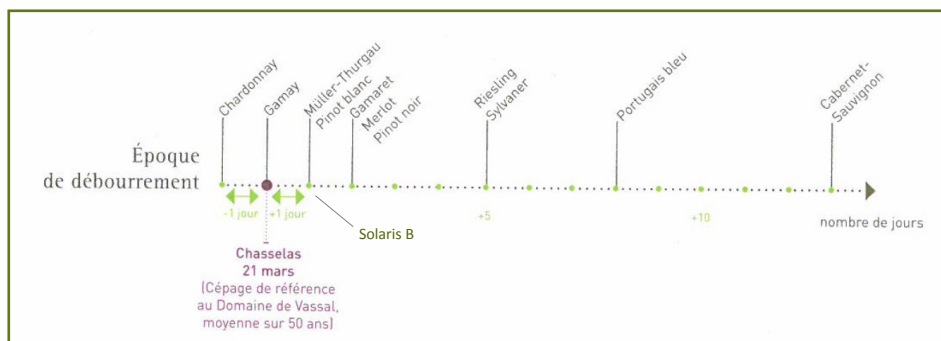 Chardonnay
Gamay
Müller-Thurgau
Pinot blanc
Gamaret
Merlot
Pinot noir
Riesling
Sylvaner
Portugais bleu
Cabernet-
Sauvignon
Époque
de débourrement
-1 jour
+1 jour
+5
+10
nombre de jours
Solaris B
Chasselas
21 mars
(Cépage de référence
au Domaine de Vassal,
moyenne sur 50 ans)